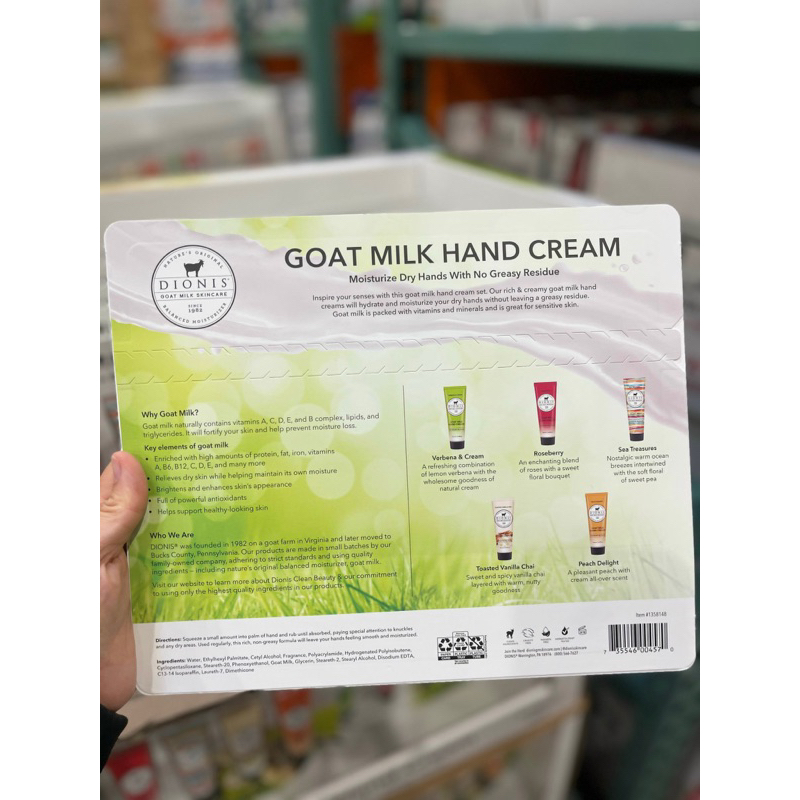 NATURE'S ORIGINAL
DIONIS®
GOAT MILK SKINCARE
SINCE
1982
BALANCED MOISTURIZER
GOAT MILK HAND CREAM
Moisturize Dry Hands With No Greasy Residue
Inspire your senses with this goat milk hand cream set. Our rich & creamy goat milk hand
creams will hydrate and moisturize your dry hands without leaving a greasy residue.
Goat milk is packed with vitamins and minerals and is great for sensitive skin.
Why Goat Milk?
Goat milk naturally contains vitamins A, C, D, E, and B complex, lipids, and
triglycerides. It will fortify your skin and help prevent moisture loss.
Key elements of goat milk
• Enriched with high amounts of protein, fat, iron, vitamins
A, B6, B12, C, D, E, and many more
• Relieves dry skin while helping maintain its own moisture
• Brightens and enhances skin's appearance
• Full of powerful antioxidants
• Helps support healthy-looking skin
Who We Are
DIONIS® was founded in 1982 on a goat farm in Virginia and later moved to
Bucks County, Pennsylvania. Our products are made in small batches by our
family-owned company, adhering to strict standards and using quality
ingredients – including nature's original moisturizer, goat milk.
Visit our website to learn more about Dionis Clean Beauty & our commitment
to using only the highest quality ingredients in our products.
DIONIS
Verbena & Cream
A refreshing combination
of lemon verbena with the
wholesome goodness of
natural cream
DIONIS
Roseberry
An enchanting blend
of roses with a sweet
floral bouquet
DIONIS
Sea Treasures
Nostalgic warm ocean
breezes intertwined
with the soft floral
of sweet pea
DIONIS
Toasted Vanilla Chai
Sweet and spicy vanilla chai
layered with warm, nutty
goodness
DIONIS
Peach Delight
A pleasant peach with
cream all-over scent
Directions: Squeeze a small amount into palm of hand and rub until absorbed, paying special attention to knuckles
and any dry areas. Used regularly, this rich, non-greasy formula will leave your hands feeling smooth and moisturized.
Ingredients: Water, Ethylhexyl Palmitate, Cetyl Alcohol, Fragrance, Polyacrylamide, Hydrogenated Polyisobutene,
Cyclopentasiloxane, Steareth-20, Phenoxyethanol, Goat Milk, Glycerin, Steareth-2, Stearyl Alcohol, Disodium EDTA,
C13-14 Isoparaffin, Laureth-7, Dimethicone
Item #1358148
7 35546 00457 0